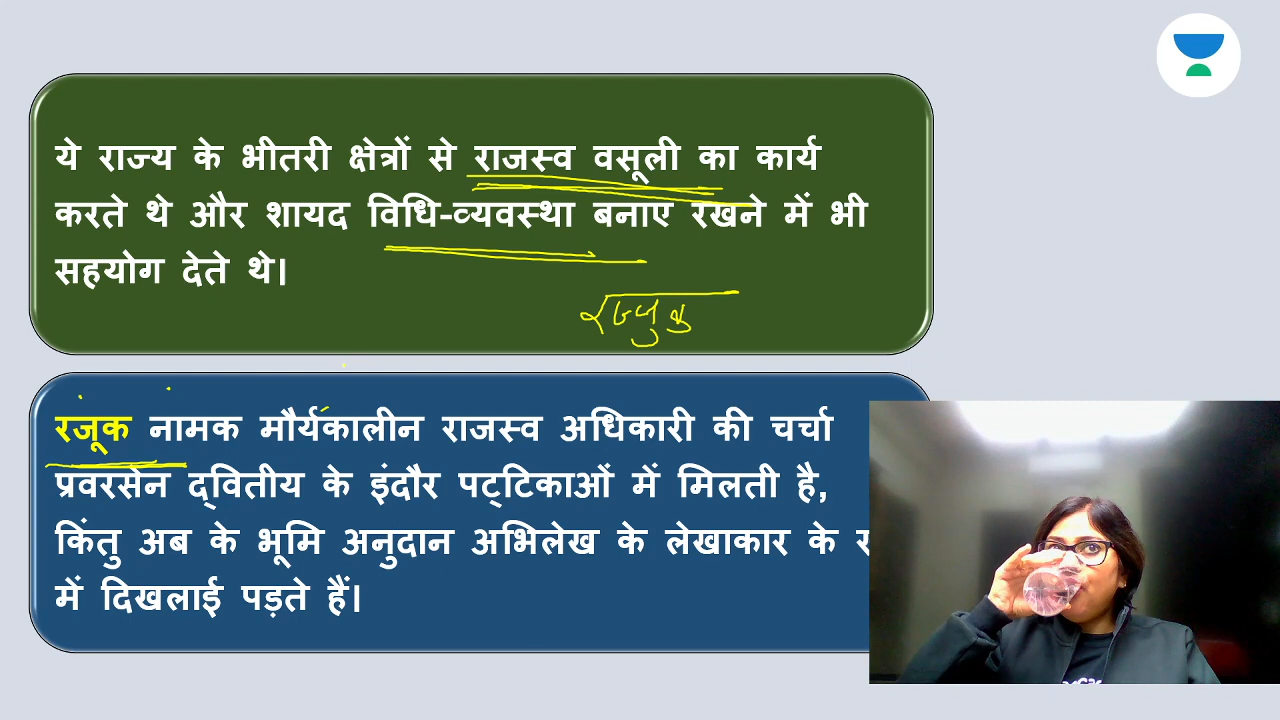 ये राज्य के भीतरी क्षेत्रों से राजस्व वसूली का कार्य
करते थे और शायद विधि-व्यवस्था बनाए रखने में भी
सहयोग देते थे।
रज्जुक
रजूक नामक मौर्यकालीन राजस्व अधिकारी की चर्चा
प्रवरसेन द्वितीय के इंदौर पट्टिकाओं में मिलती है,
किंतु अब के भूमि अनुदान अभिलेख के लेखाकार के
में दिखलाई पड़ते हैं।